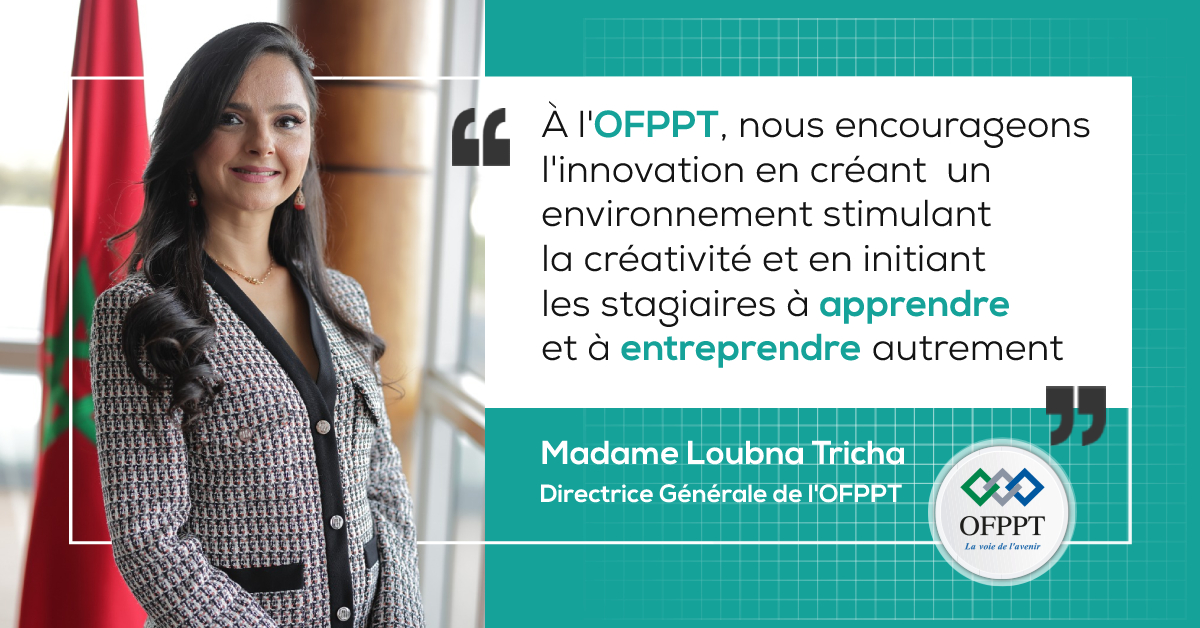 “
À l'OFPPT, nous encourageons
l'innovation en créant  un
environnement stimulant
la créativité et en initiant
les stagiaires à apprendre
et à entreprendre autrement
”
Madame Loubna Tricha
Directrice Générale de l'OFPPT
OFPPT
La voie de l'avenir